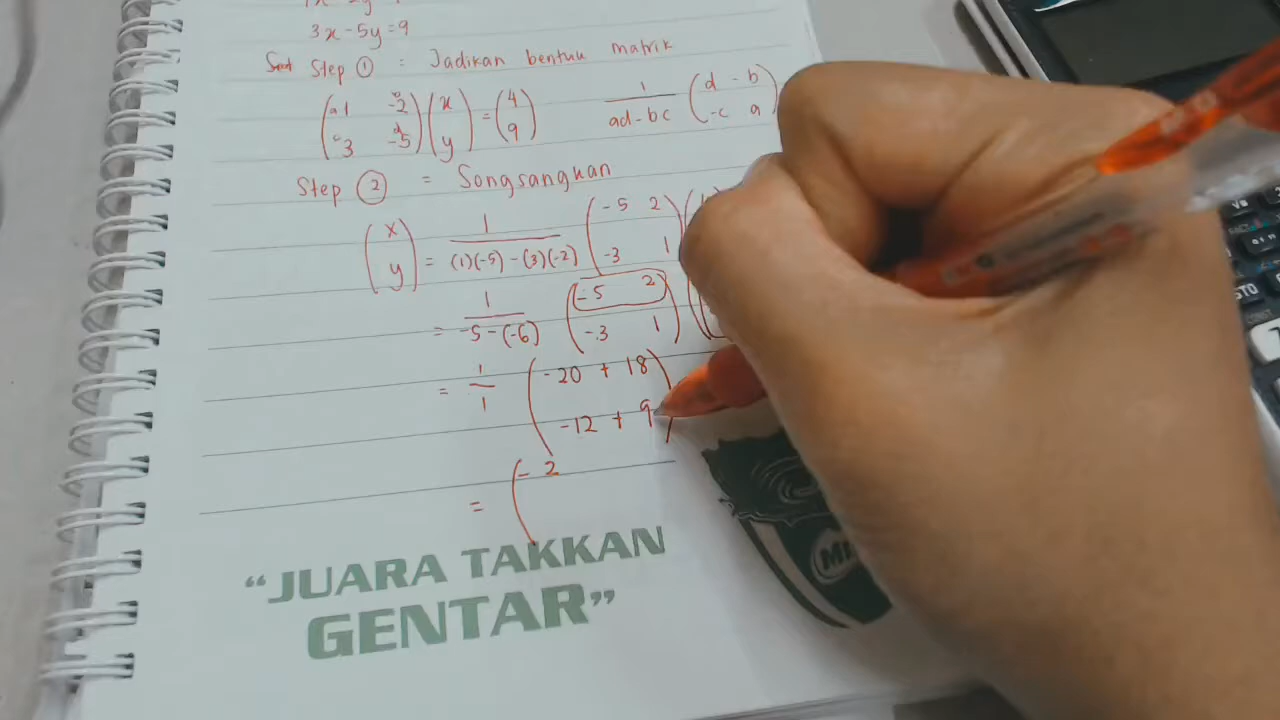 3x - 5y = 9
Step ① = Jadikan bentuk matrik
(1 -2 3 -5)(x y) = (4 9) 1/ad-bc (d -b -c a)
Step ② = Songsangkan
(x y) = 1/(1)(-5) - (3)(-2) (-5 2 -3 1)
= 1/-5-(-6) (-5 2 -3 1)
= 1/1 (-20 + 18 -12 + 9)
= (-2
"JUARA TAKKAN
GENTAR"